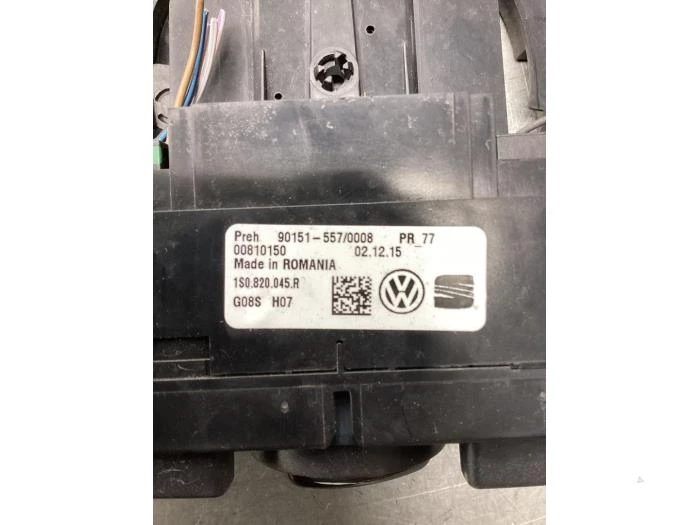 Preh 90151-557/0008 PR_77
00810150 02.12.15
Made in ROMANIA
1S0.820.045.R
G08S H07